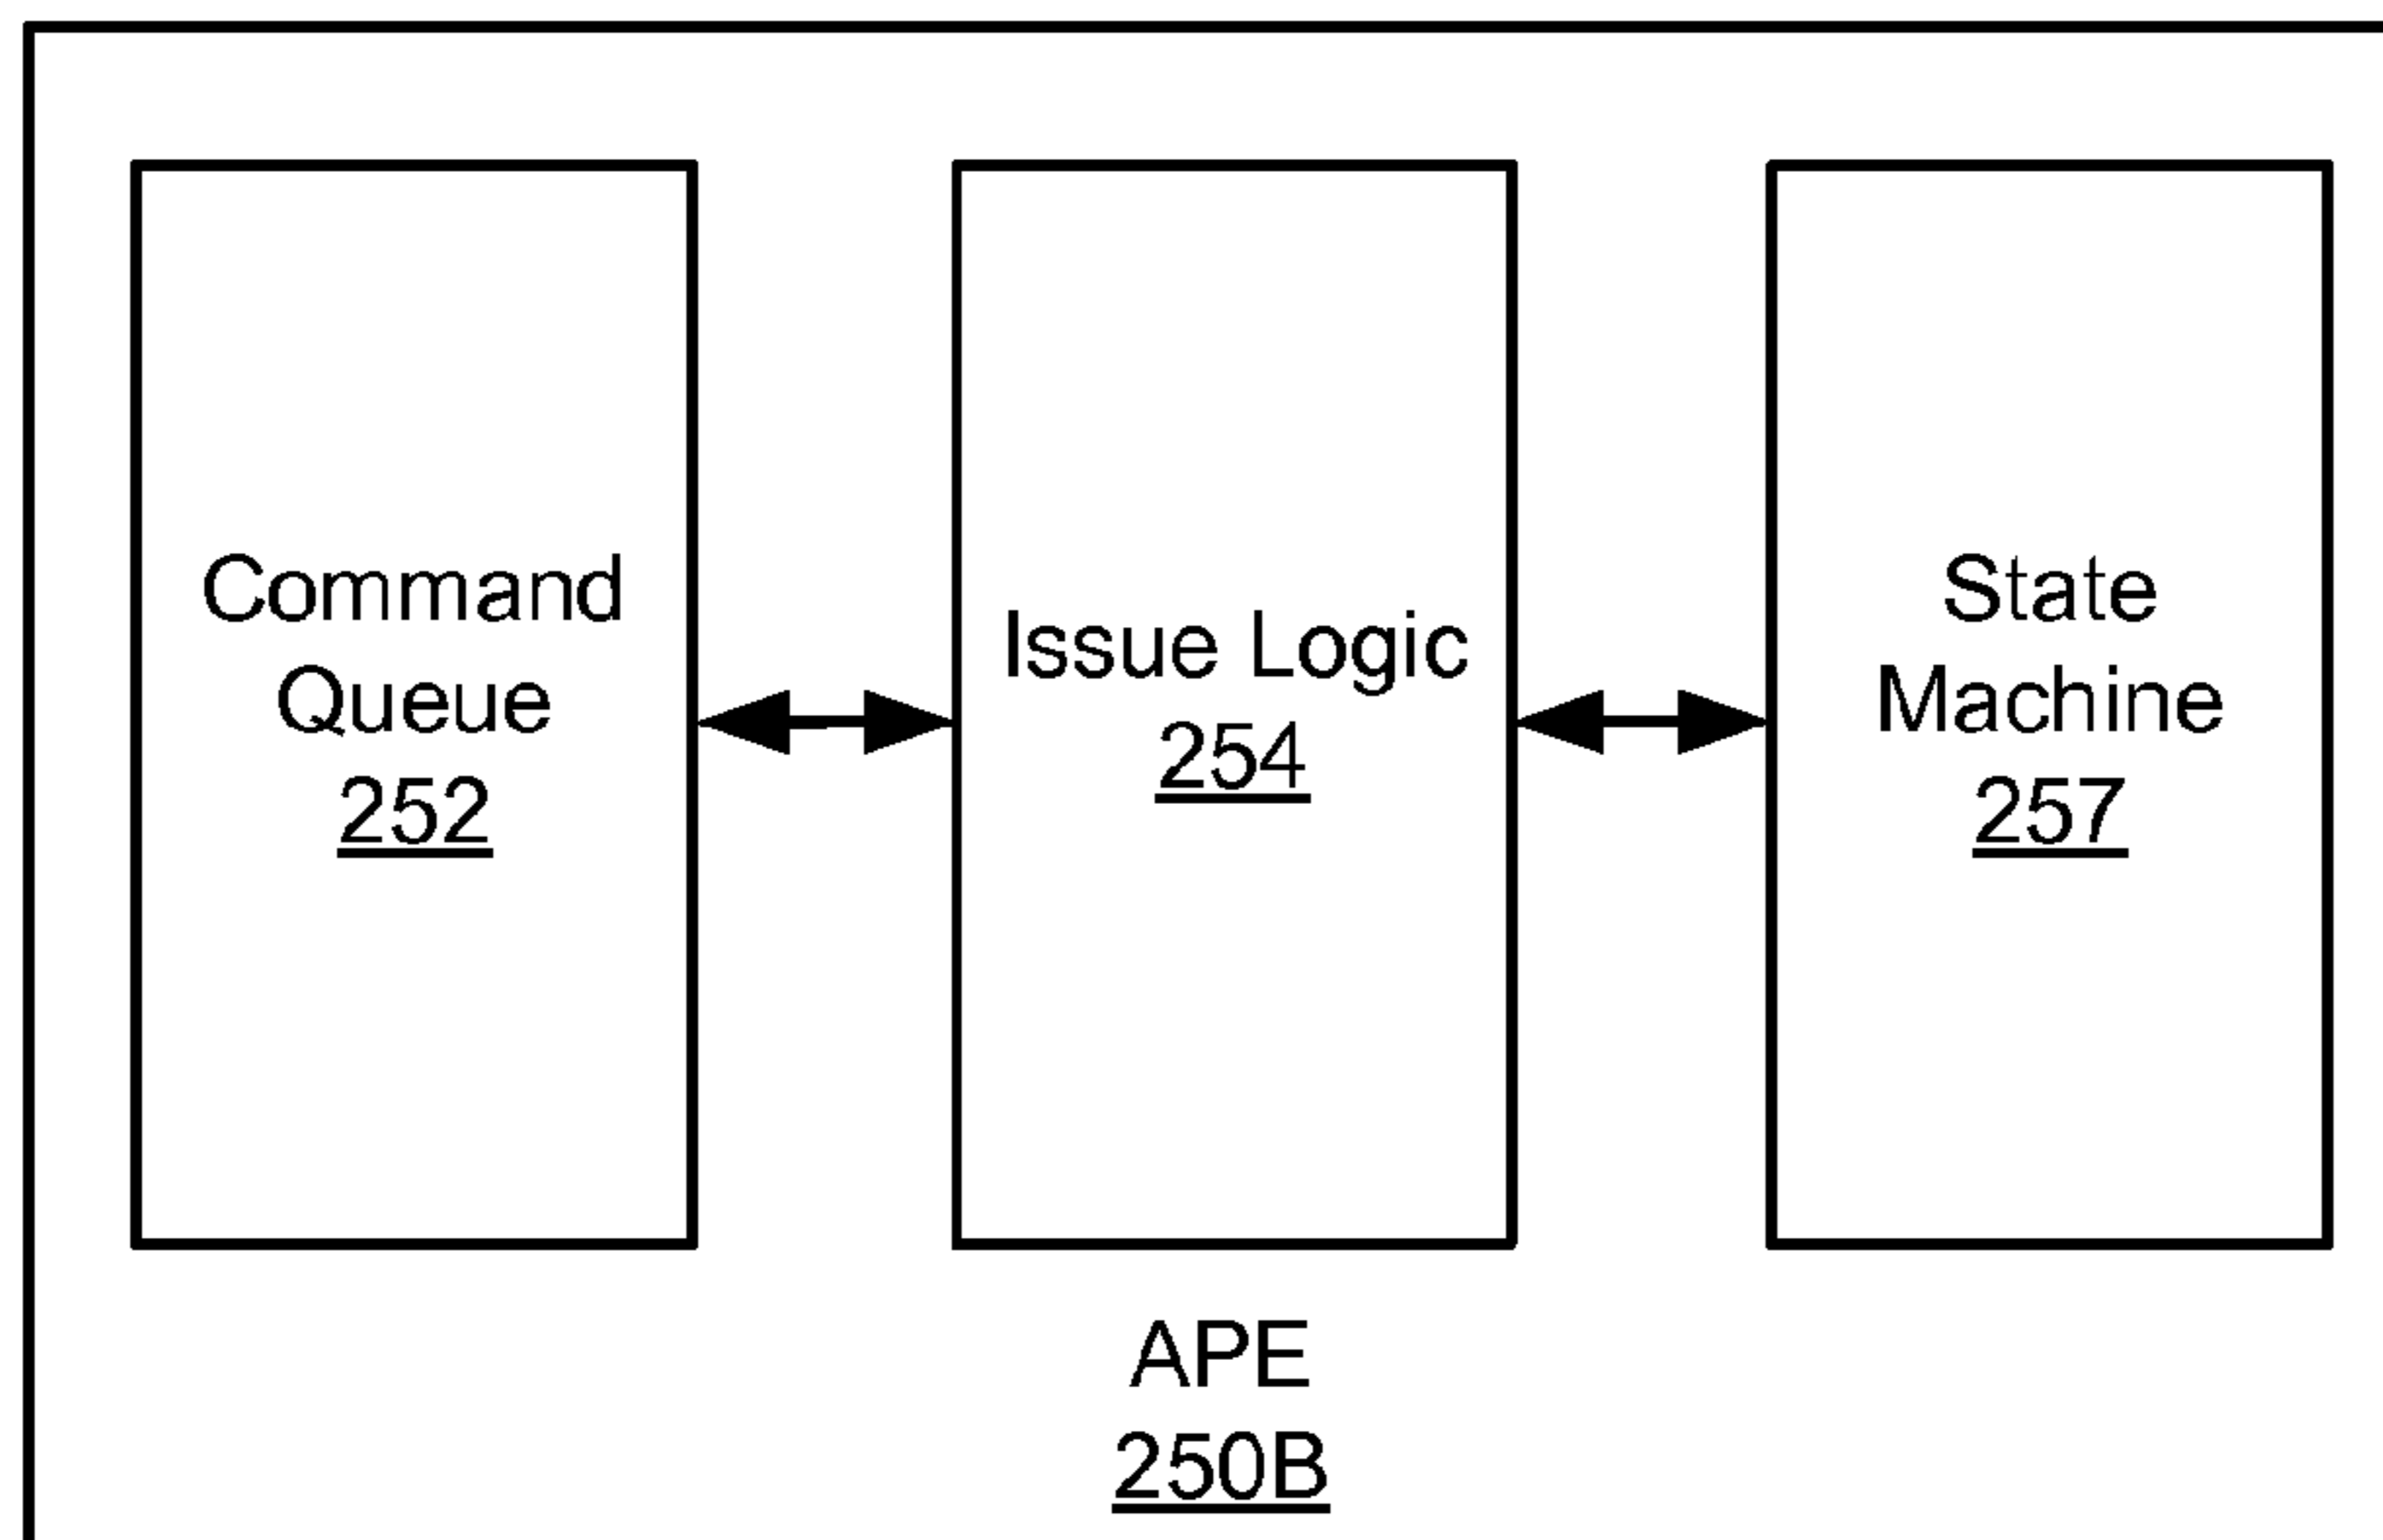 Command
Queue
252
Issue Logic
254
State
Machine
257
APE
250B